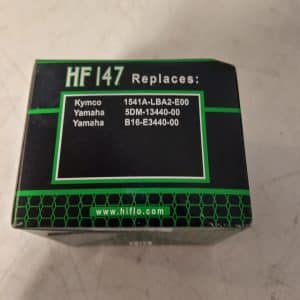 HF147 Replaces:
Kymco 1541A-LBA2-E00
Yamaha 5DM-13440-00
Yamaha B16-E3440-00
www.hiflo.com